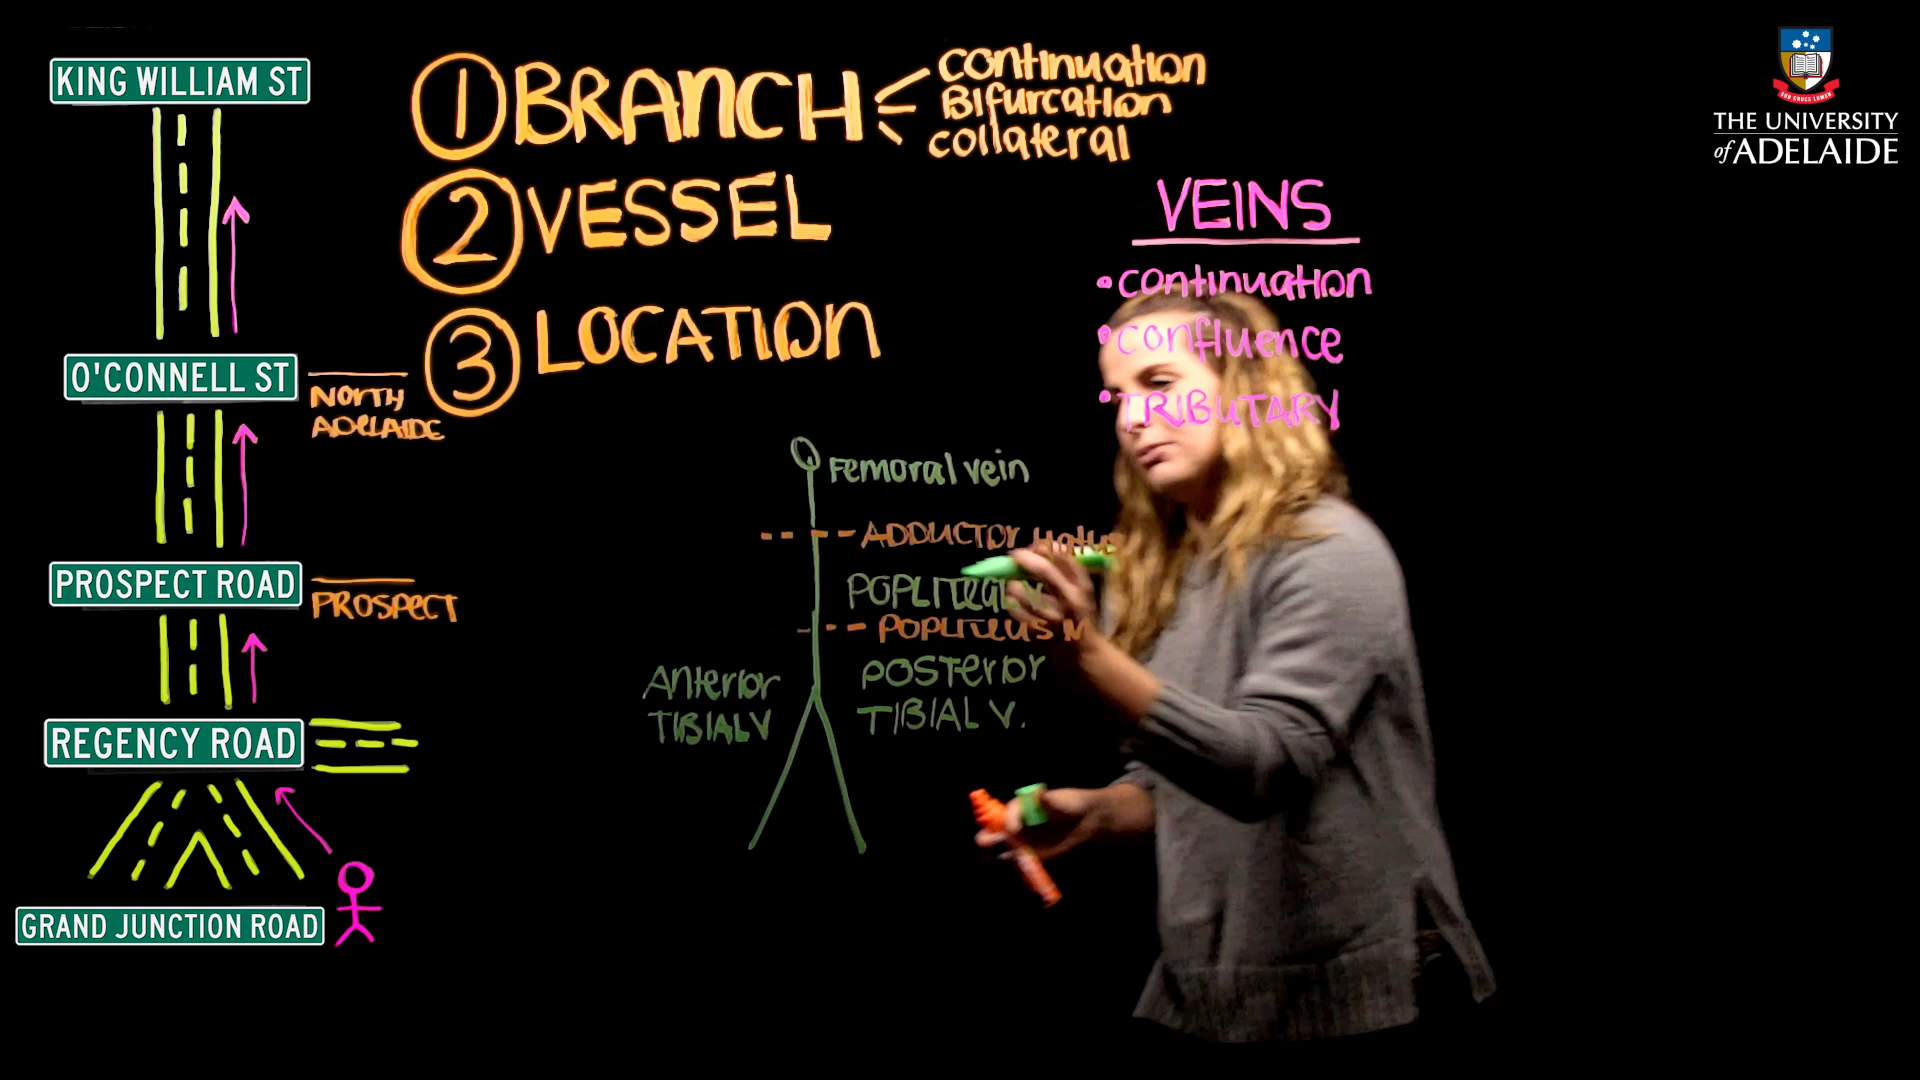 KING WILLIAM ST
O'CONNELL ST
NORTH
ADELAIDE
PROSPECT ROAD
PROSPECT
REGENCY ROAD
GRAND JUNCTION ROAD
1 BRANCH
continuation
Bifurcation
collateral
2 VESSEL
3 LOCATION
VEINS
•continuation
•confluence
•TRIBUTARY
Femoral vein
ADDUCTOR
POPLITEAL V
POPLITEUS M
Anterior
TIBIAL V
POSTERIOR
TIBIAL V.
THE UNIVERSITY
of ADELAIDE